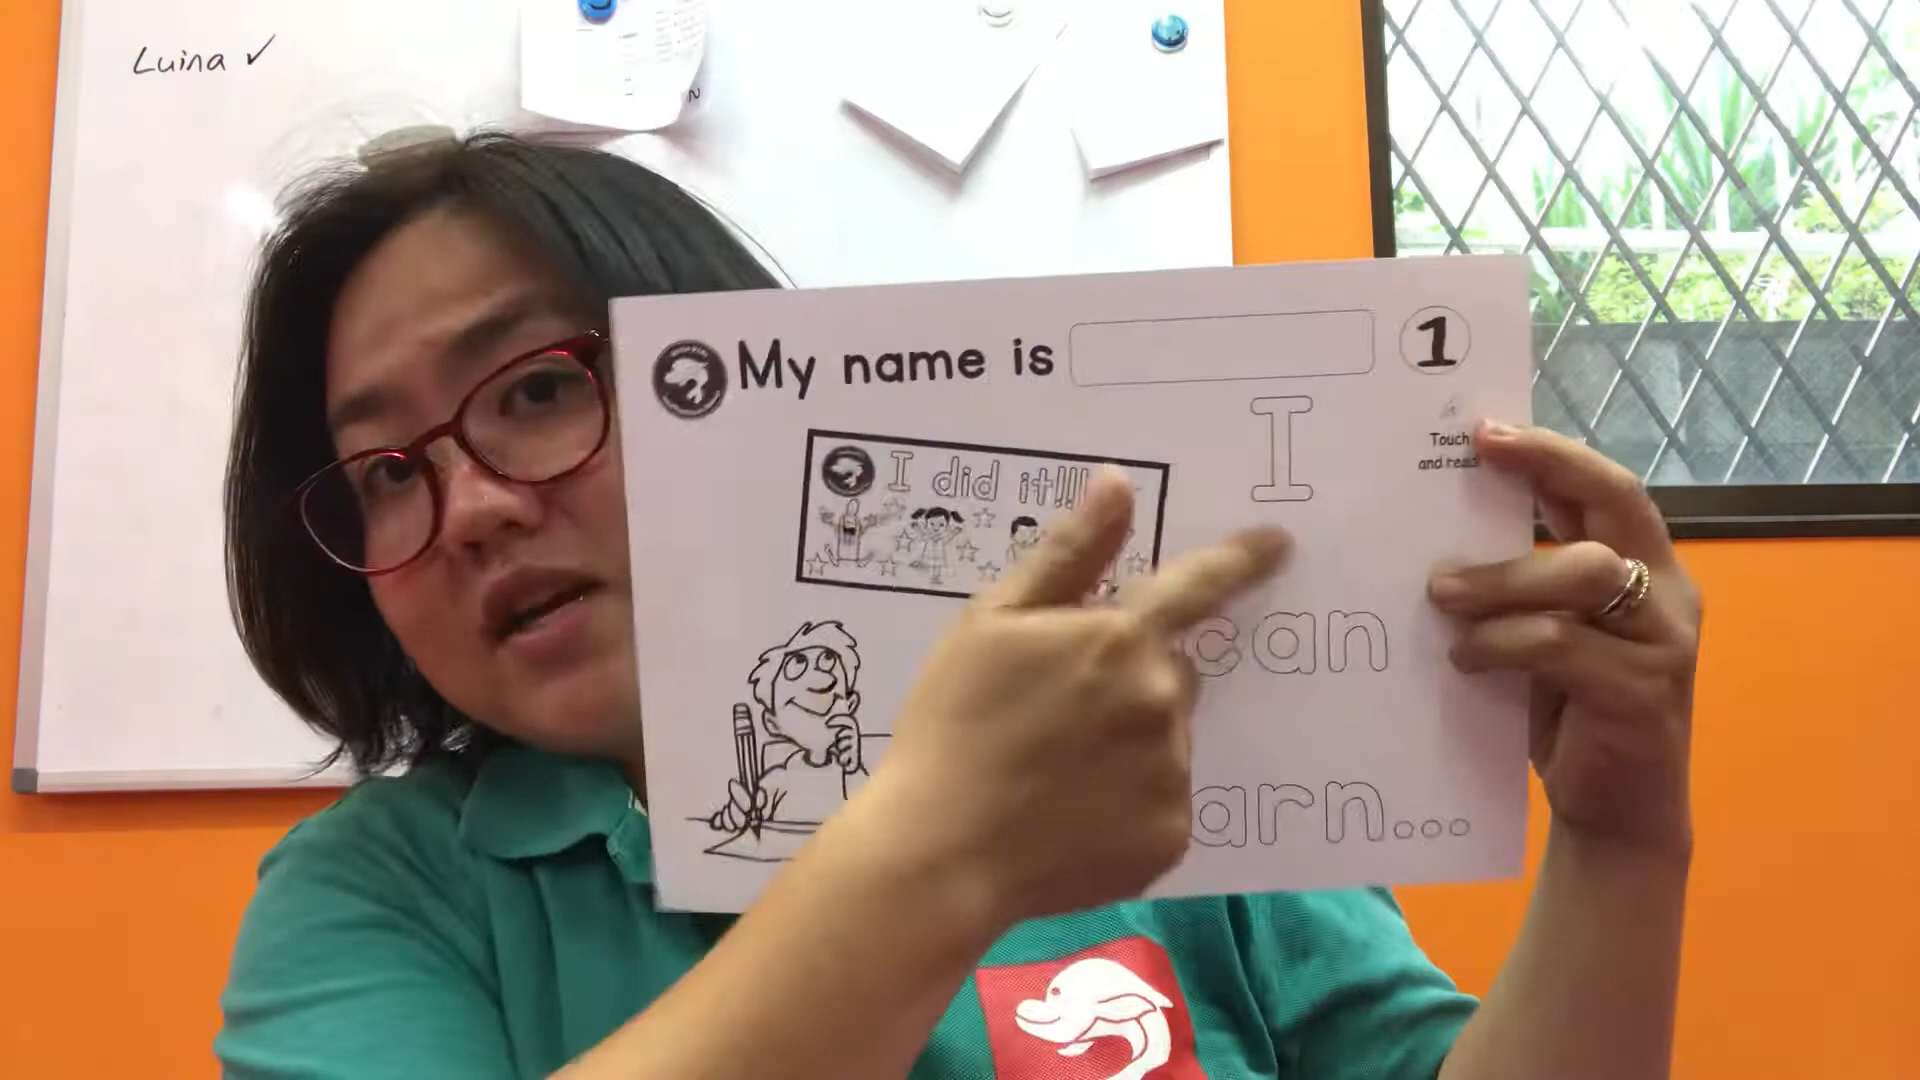 Luina ✓
My name is
1
I did it!!!
I
Touch
and read
can
arn...